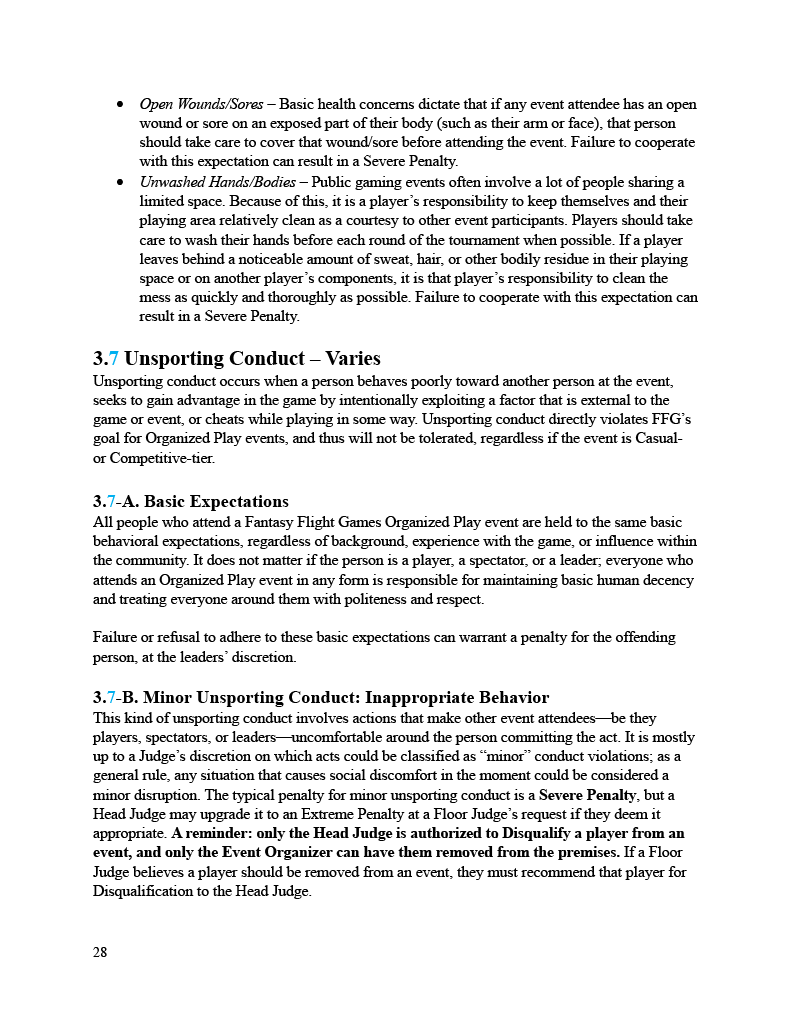 • Open Wounds/Sores – Basic health concerns dictate that if any event attendee has an open
wound or sore on an exposed part of their body (such as their arm or face), that person
should take care to cover that wound/sore before attending the event. Failure to cooperate
with this expectation can result in a Severe Penalty.
• Unwashed Hands/Bodies – Public gaming events often involve a lot of people sharing a
limited space. Because of this, it is a player’s responsibility to keep themselves and their
playing area relatively clean as a courtesy to other event participants. Players should take
care to wash their hands before each round of the tournament when possible. If a player
leaves behind a noticeable amount of sweat, hair, or other bodily residue in their playing
space or on another player’s components, it is that player’s responsibility to clean the
mess as quickly and thoroughly as possible. Failure to cooperate with this expectation can
result in a Severe Penalty.
3.7 Unsporting Conduct – Varies
Unsporting conduct occurs when a person behaves poorly toward another person at the event,
seeks to gain advantage in the game by intentionally exploiting a factor that is external to the
game or event, or cheats while playing in some way. Unsporting conduct directly violates FFG’s
goal for Organized Play events, and thus will not be tolerated, regardless if the event is Casual-
or Competitive-tier.
3.7-A. Basic Expectations
All people who attend a Fantasy Flight Games Organized Play event are held to the same basic
behavioral expectations, regardless of background, experience with the game, or influence within
the community. It does not matter if the person is a player, a spectator, or a leader; everyone who
attends an Organized Play event in any form is responsible for maintaining basic human decency
and treating everyone around them with politeness and respect.
Failure or refusal to adhere to these basic expectations can warrant a penalty for the offending
person, at the leaders’ discretion.
3.7-B. Minor Unsporting Conduct: Inappropriate Behavior
This kind of unsporting conduct involves actions that make other event attendees—be they
players, spectators, or leaders—uncomfortable around the person committing the act. It is mostly
up to a Judge’s discretion on which acts could be classified as “minor” conduct violations; as a
general rule, any situation that causes social discomfort in the moment could be considered a
minor disruption. The typical penalty for minor unsporting conduct is a Severe Penalty, but a
Head Judge may upgrade it to an Extreme Penalty at a Floor Judge’s request if they deem it
appropriate. A reminder: only the Head Judge is authorized to Disqualify a player from an
event, and only the Event Organizer can have them removed from the premises. If a Floor
Judge believes a player should be removed from an event, they must recommend that player for
Disqualification to the Head Judge.
28